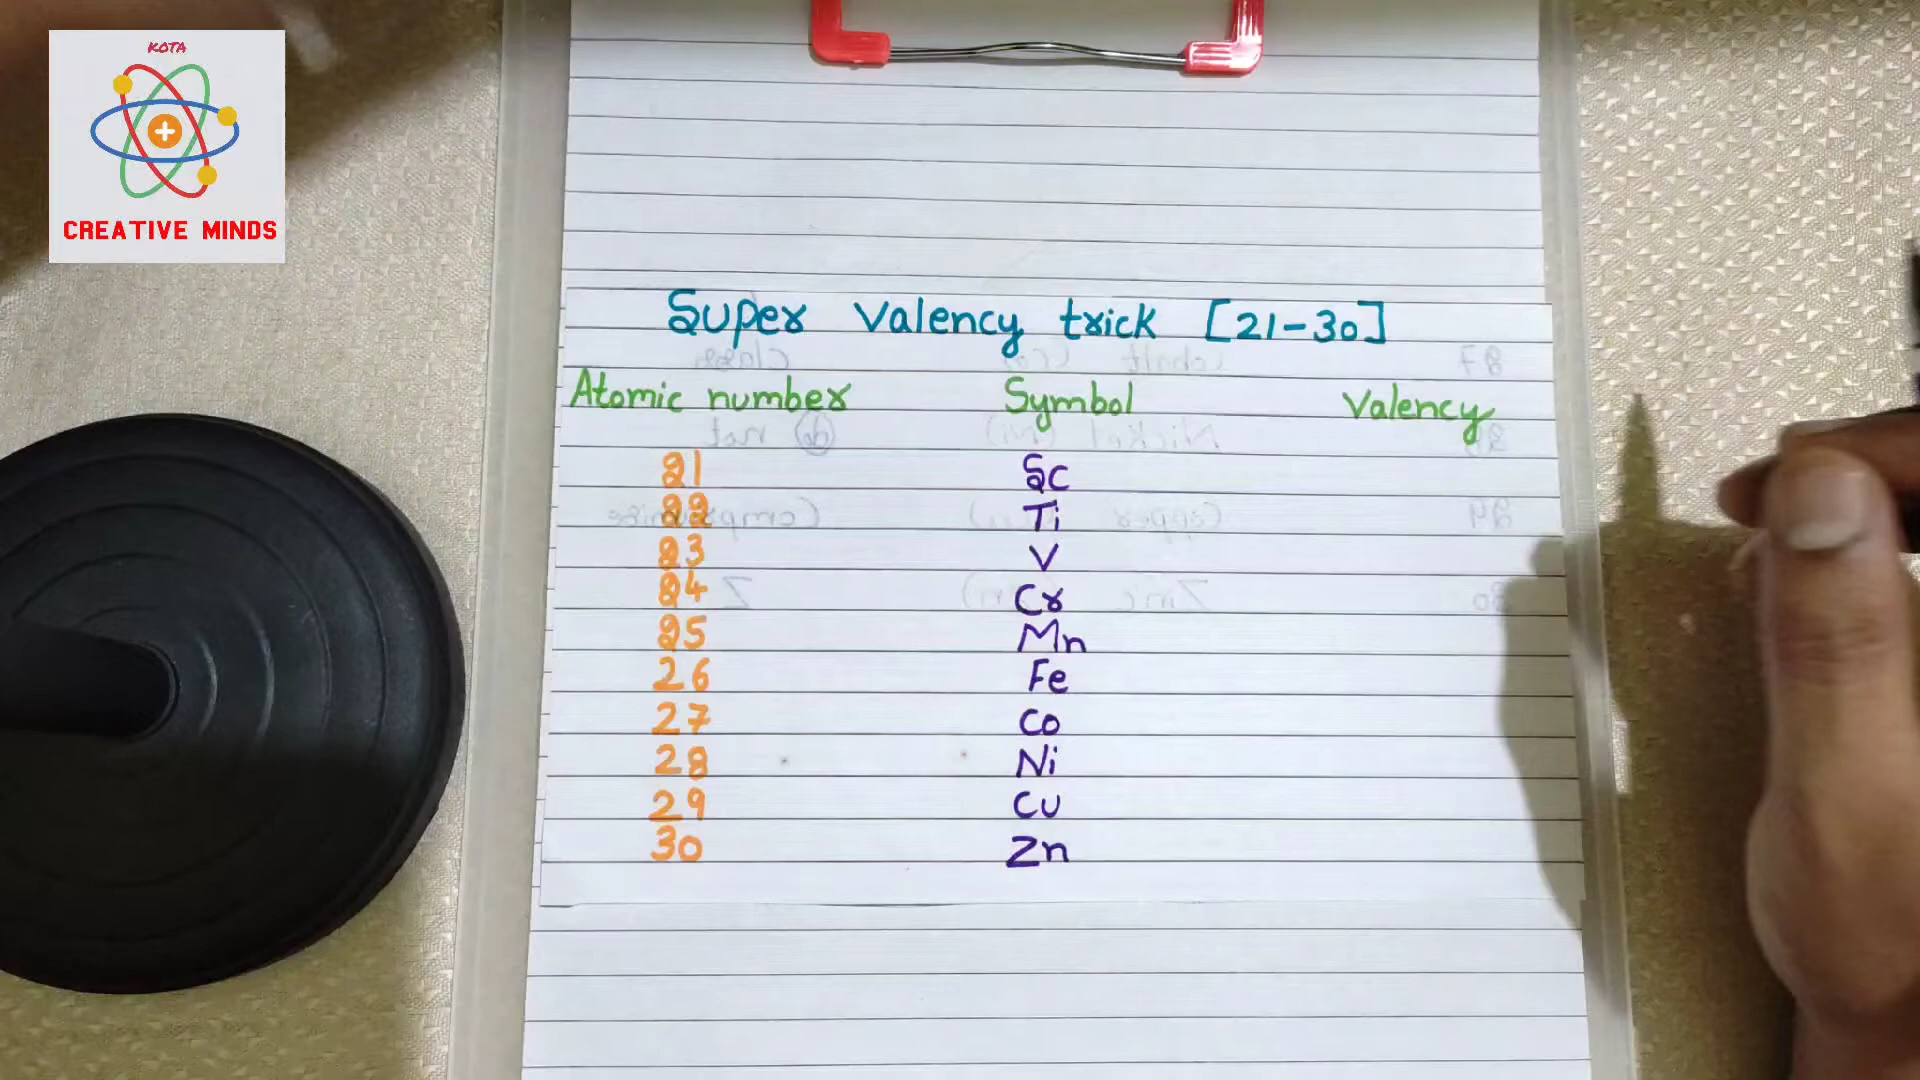 KOTA
CREATIVE MINDS
Super Valency trick [21-30]
Atomic number Symbol Valency
21 Sc
22 Ti
23 V
24 Cr
25 Mn
26 Fe
27 Co
28 Ni
29 Cu
30 Zn